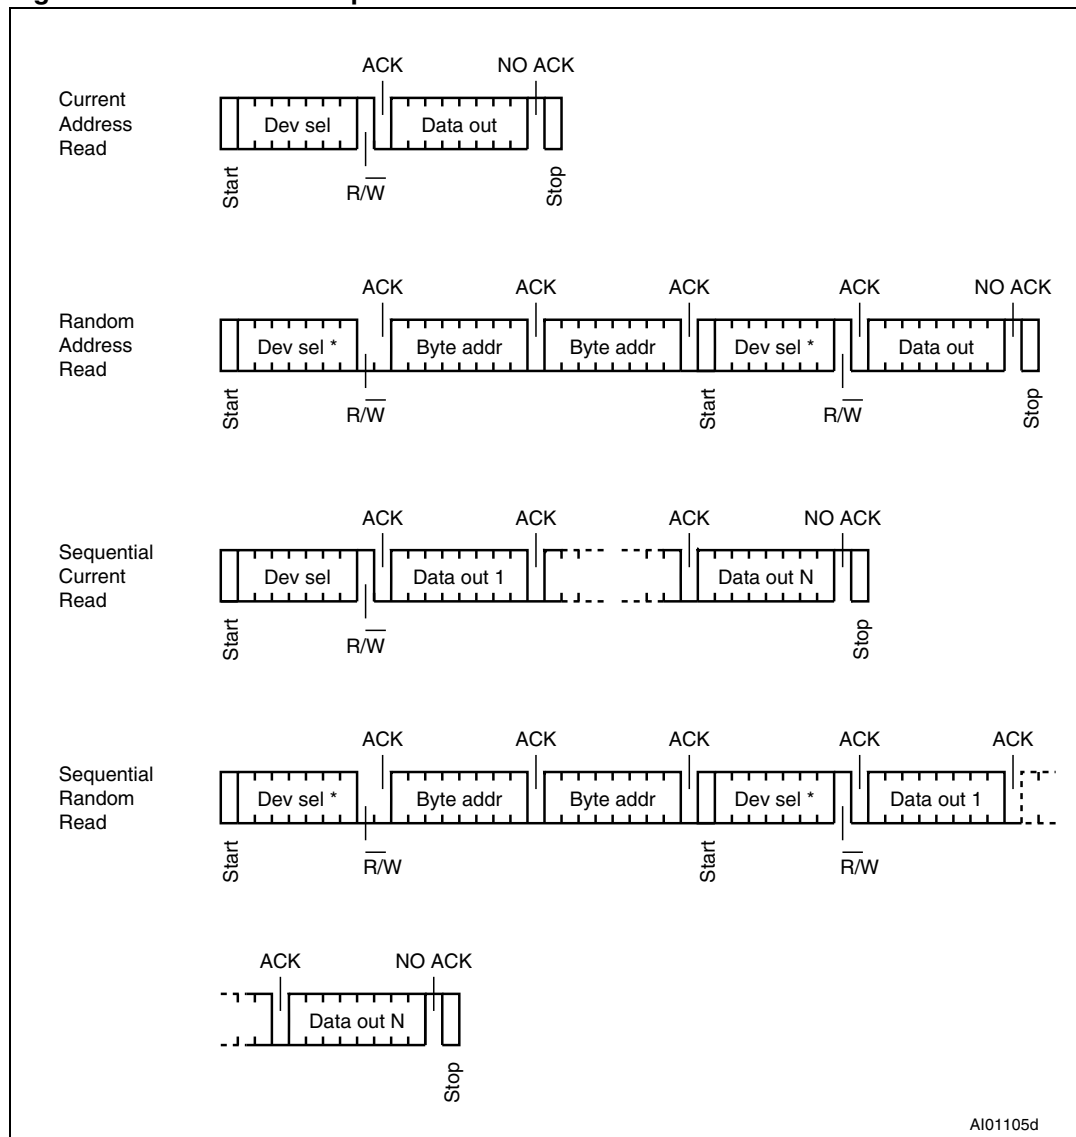 ACK NO ACK
Current
Address
Read
Dev sel Data out
Start R/W̅ Stop
ACK ACK ACK ACK NO ACK
Random
Address
Read
Dev sel * Byte addr Byte addr Dev sel * Data out
Start R/W̅ Start R/W̅ Stop
ACK ACK ACK NO ACK
Sequential
Current
Read
Dev sel Data out 1 Data out N
Start R/W̅ Stop
ACK ACK ACK ACK ACK
Sequential
Random
Read
Dev sel * Byte addr Byte addr Dev sel * Data out 1
Start R̅/W Start R̅/W
ACK NO ACK
Data out N
Stop
AI01105d